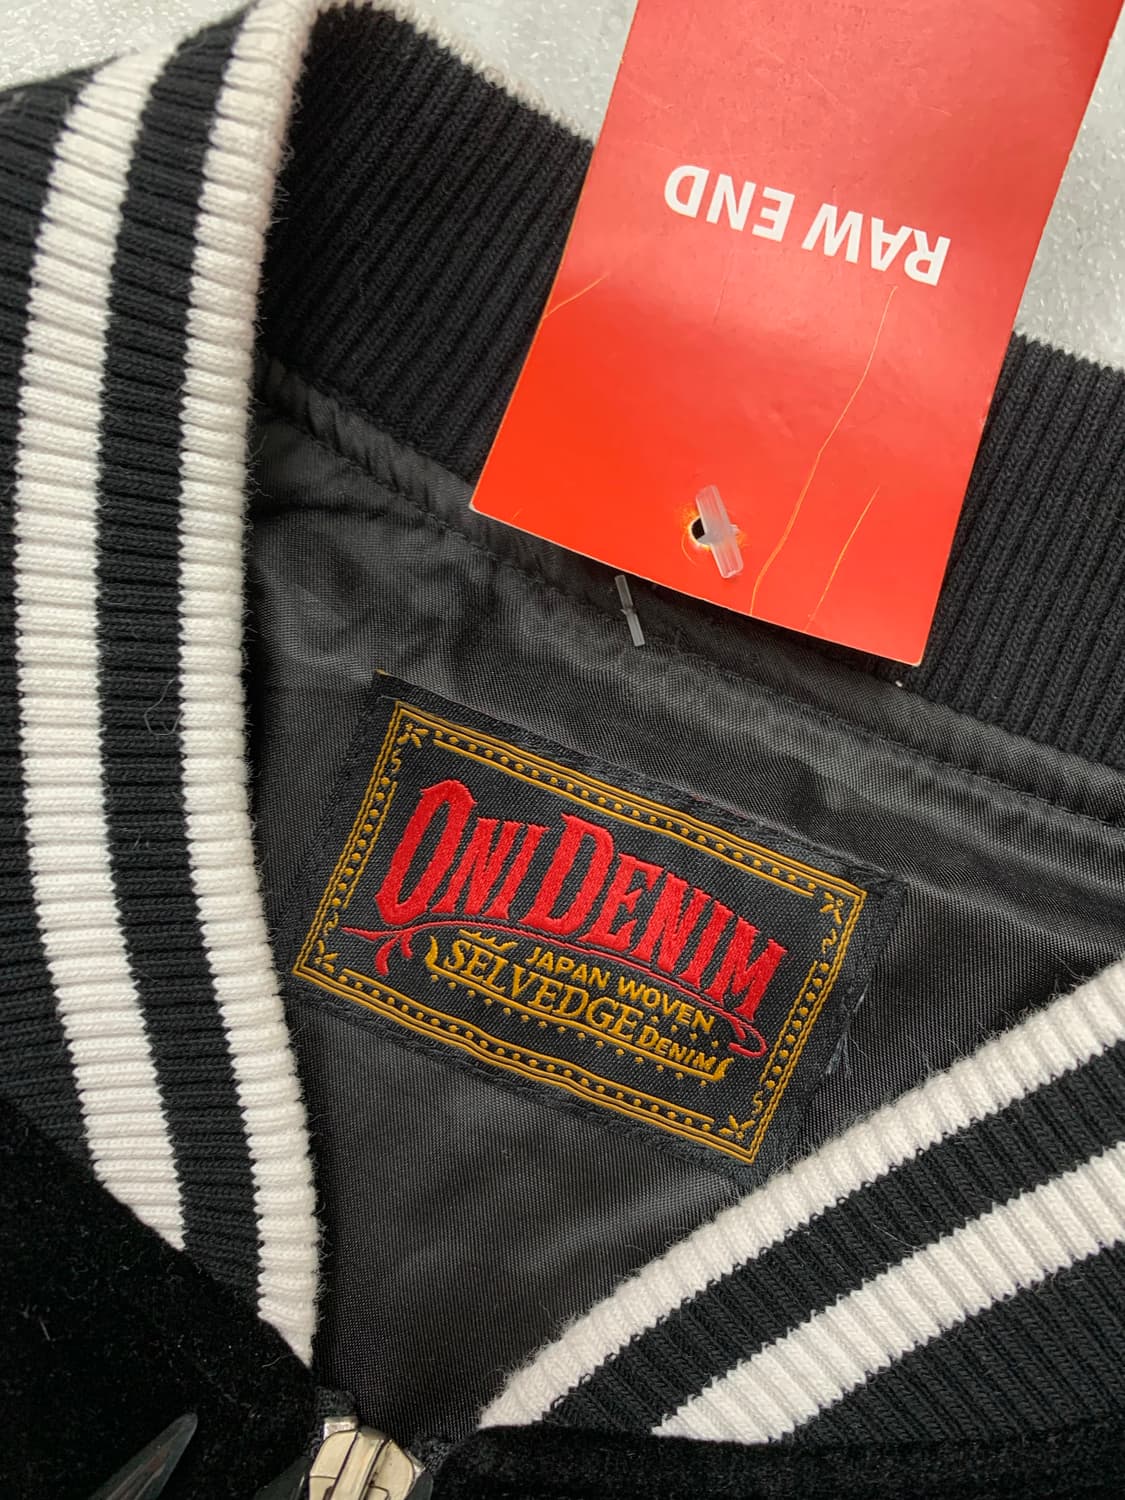 RAW END
ONI DENIM
JAPAN WOVEN
SELVEDGE DENIM